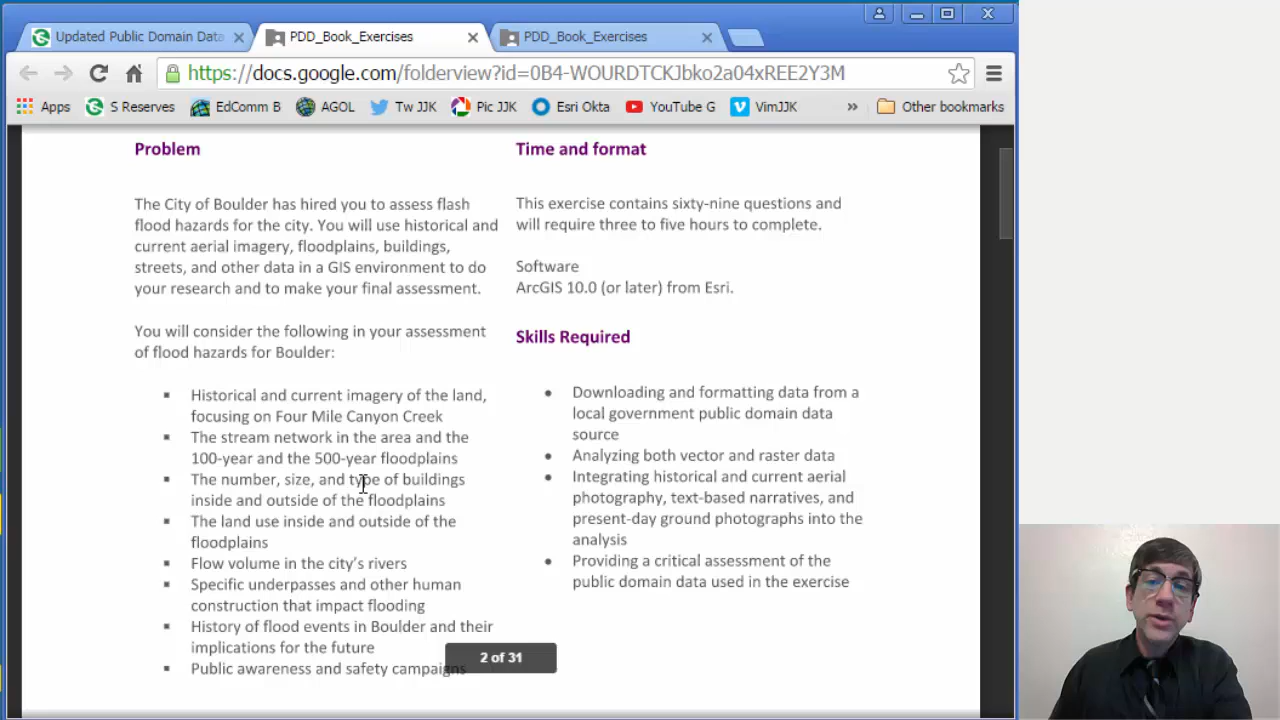 Updated Public Domain Data
PDD_Book_Exercises
PDD_Book_Exercises
https://docs.google.com/folderview?id=0B4-WOURDTCKJbko2a04xREE2Y3M
Apps
S Reserves
EdComm B
AGOL
Tw JJK
Pic JJK
Esri Okta
YouTube G
VimJJK
»
Other bookmarks
Problem
The City of Boulder has hired you to assess flash
flood hazards for the city. You will use historical and
current aerial imagery, floodplains, buildings,
streets, and other data in a GIS environment to do
your research and to make your final assessment.
You will consider the following in your assessment
of flood hazards for Boulder:
▪ Historical and current imagery of the land,
focusing on Four Mile Canyon Creek
▪ The stream network in the area and the
100-year and the 500-year floodplains
▪ The number, size, and type of buildings
inside and outside of the floodplains
▪ The land use inside and outside of the
floodplains
▪ Flow volume in the city's rivers
▪ Specific underpasses and other human
construction that impact flooding
▪ History of flood events in Boulder and their
implications for the future
▪ Public awareness and safety campaigns
Time and format
This exercise contains sixty-nine questions and
will require three to five hours to complete.
Software
ArcGIS 10.0 (or later) from Esri.
Skills Required
• Downloading and formatting data from a
local government public domain data
source
• Analyzing both vector and raster data
• Integrating historical and current aerial
photography, text-based narratives, and
present-day ground photographs into the
analysis
• Providing a critical assessment of the
public domain data used in the exercise
2 of 31